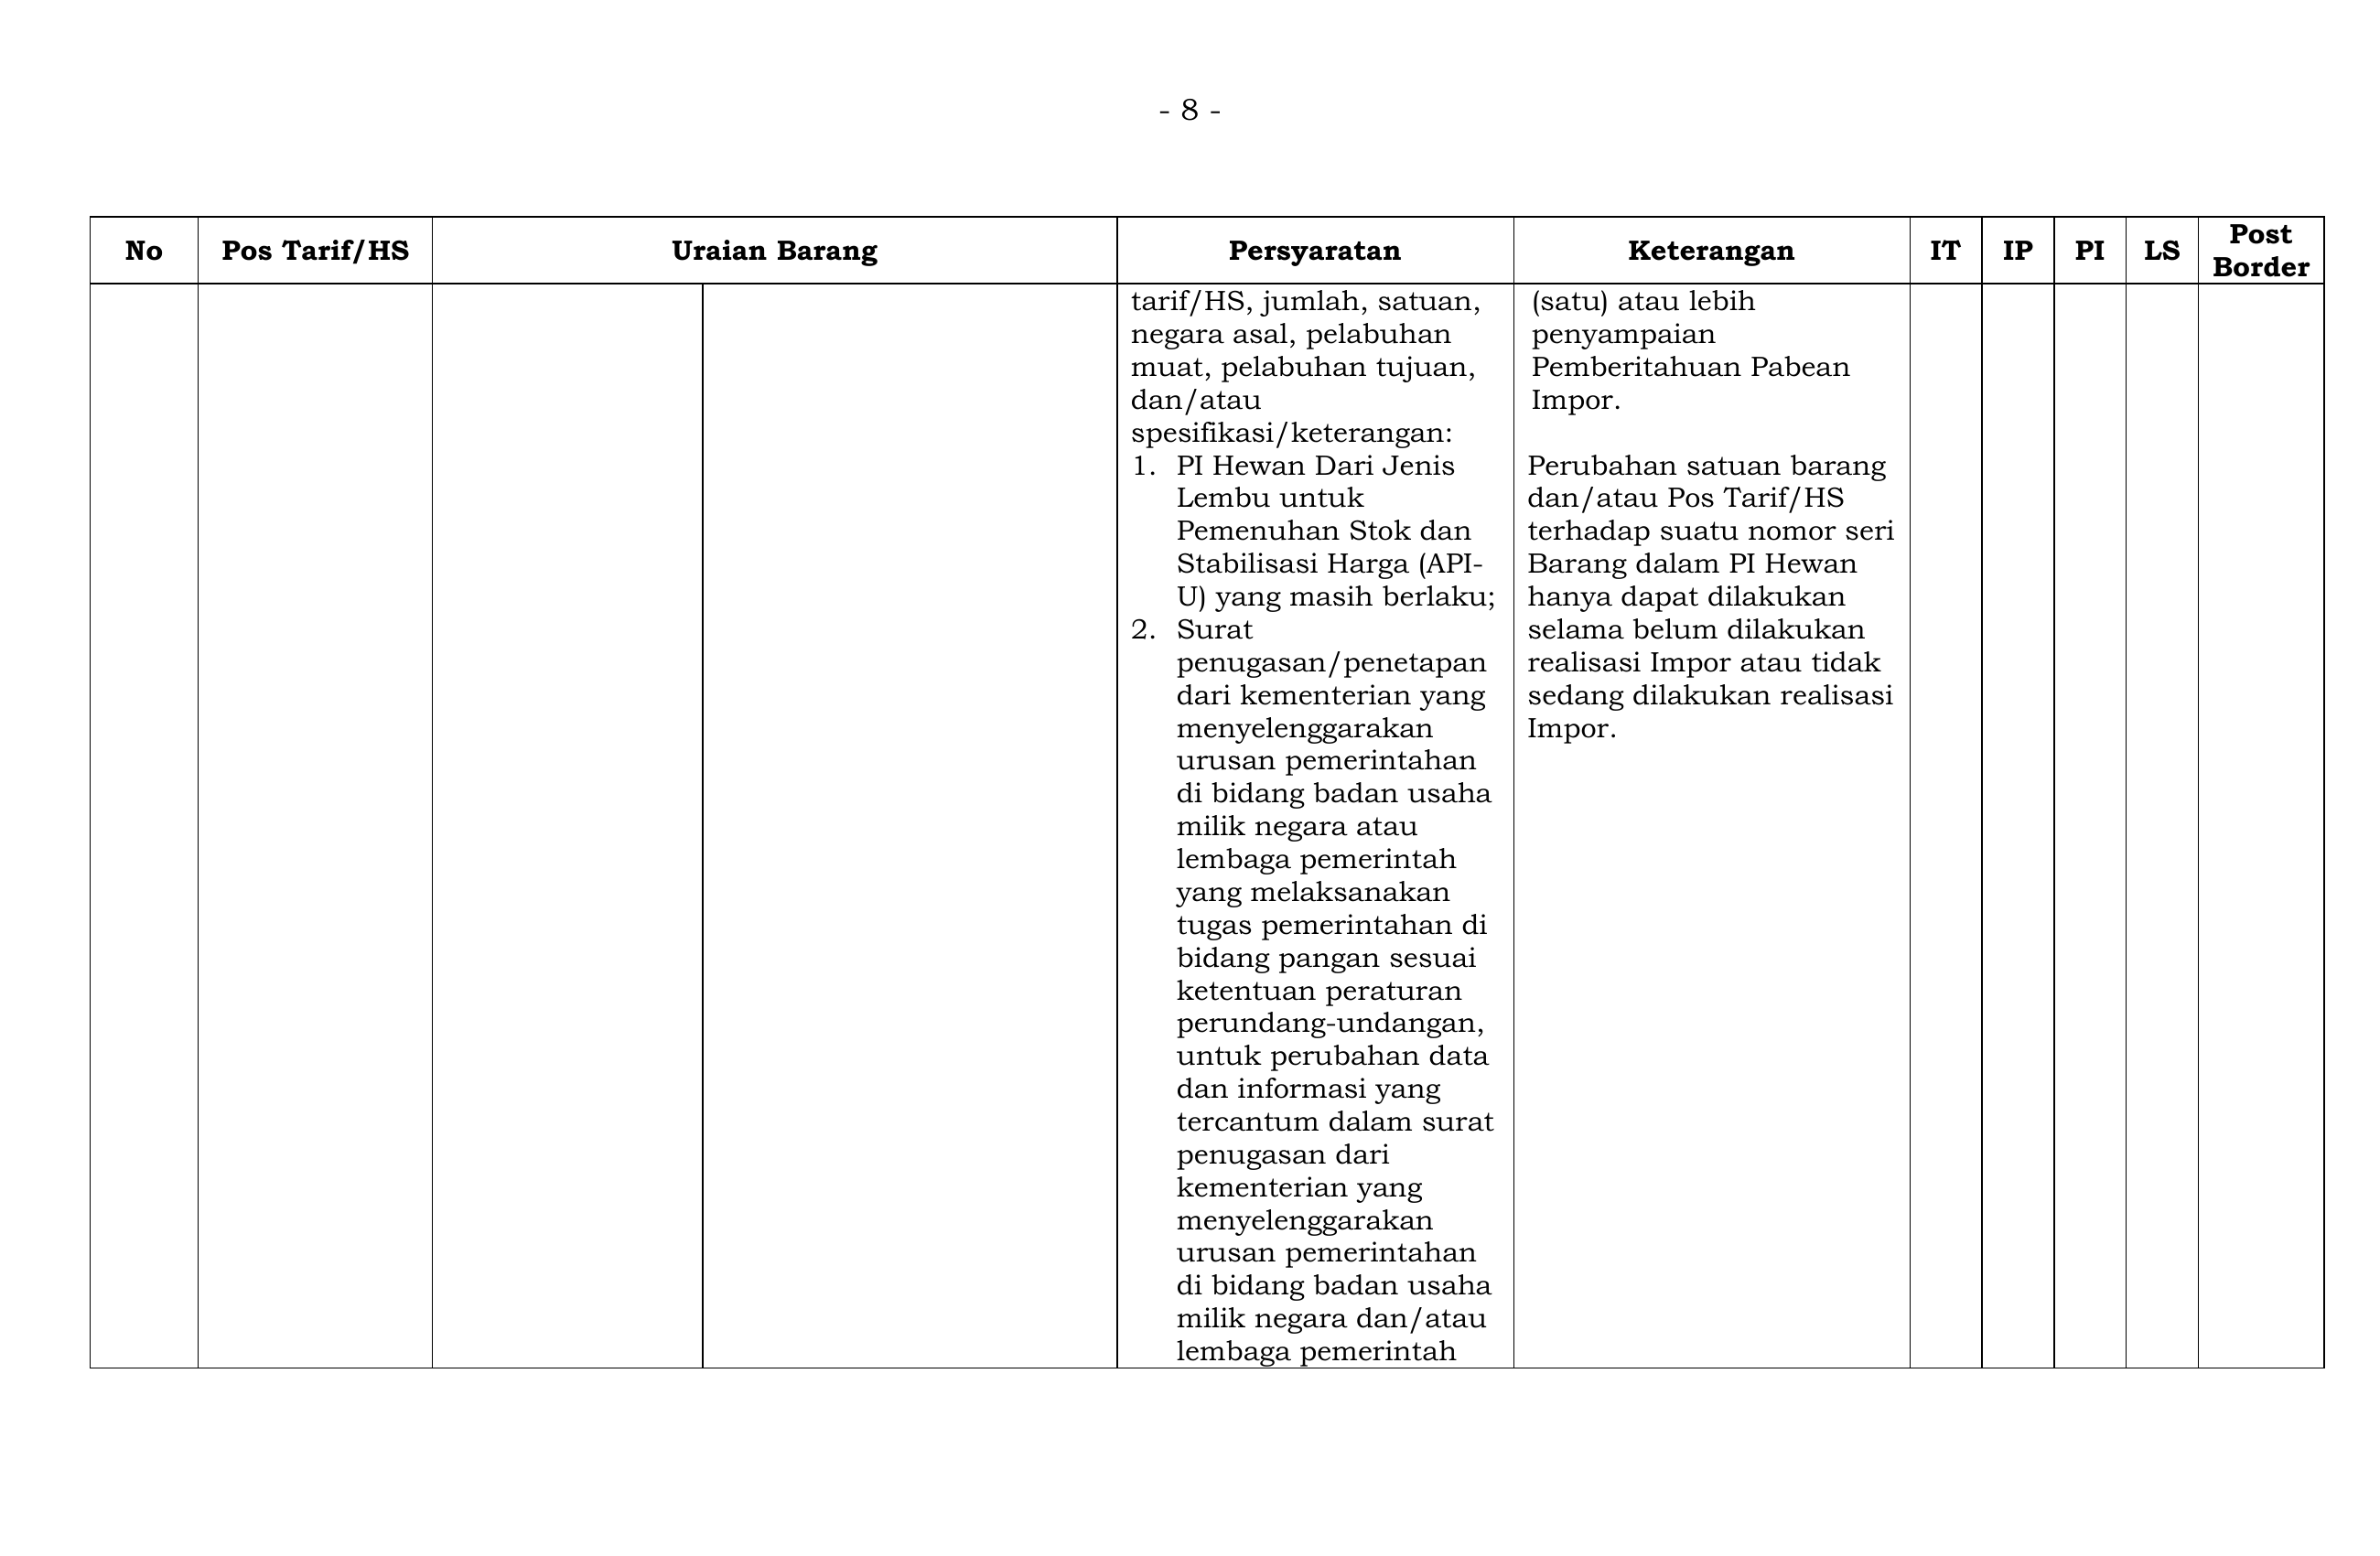 - 8 -
No Pos Tarif/HS Uraian Barang Persyaratan Keterangan IT IP PI LS Post Border
tarif/HS, jumlah, satuan,
negara asal, pelabuhan
muat, pelabuhan tujuan,
dan/atau
spesifikasi/keterangan:
1. PI Hewan Dari Jenis
Lembu untuk
Pemenuhan Stok dan
Stabilisasi Harga (API-
U) yang masih berlaku;
2. Surat
penugasan/penetapan
dari kementerian yang
menyelenggarakan
urusan pemerintahan
di bidang badan usaha
milik negara atau
lembaga pemerintah
yang melaksanakan
tugas pemerintahan di
bidang pangan sesuai
ketentuan peraturan
perundang-undangan,
untuk perubahan data
dan informasi yang
tercantum dalam surat
penugasan dari
kementerian yang
menyelenggarakan
urusan pemerintahan
di bidang badan usaha
milik negara dan/atau
lembaga pemerintah
(satu) atau lebih
penyampaian
Pemberitahuan Pabean
Impor.
Perubahan satuan barang
dan/atau Pos Tarif/HS
terhadap suatu nomor seri
Barang dalam PI Hewan
hanya dapat dilakukan
selama belum dilakukan
realisasi Impor atau tidak
sedang dilakukan realisasi
Impor.